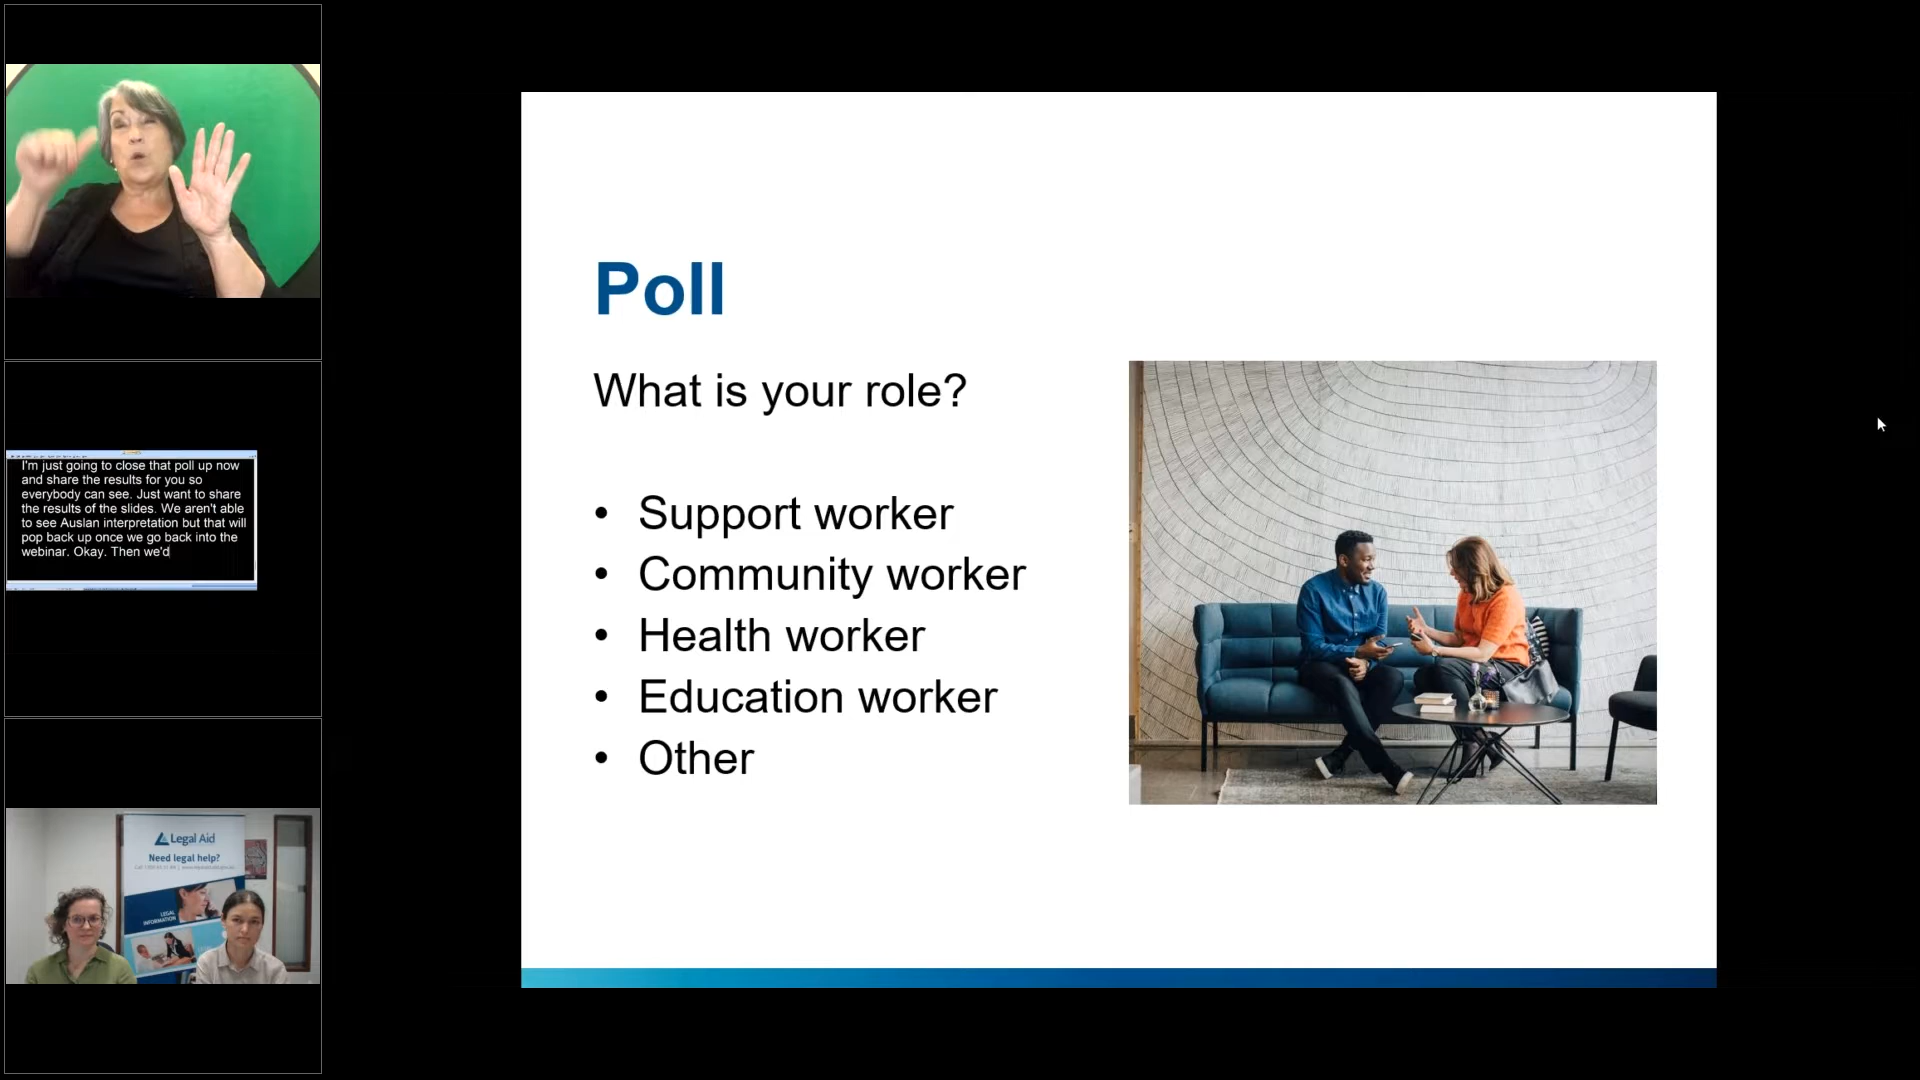 Poll
What is your role?
• Support worker
• Community worker
• Health worker
• Education worker
• Other
I'm just going to close that poll up now
and share the results for you so
everybody can see. Just want to share
the results of the slides. We aren't able
to see Auslan interpretation but that will
pop back up once we go back into the
webinar. Okay. Then we'd
Legal Aid
Need legal help?
LEGAL
INFORMATION